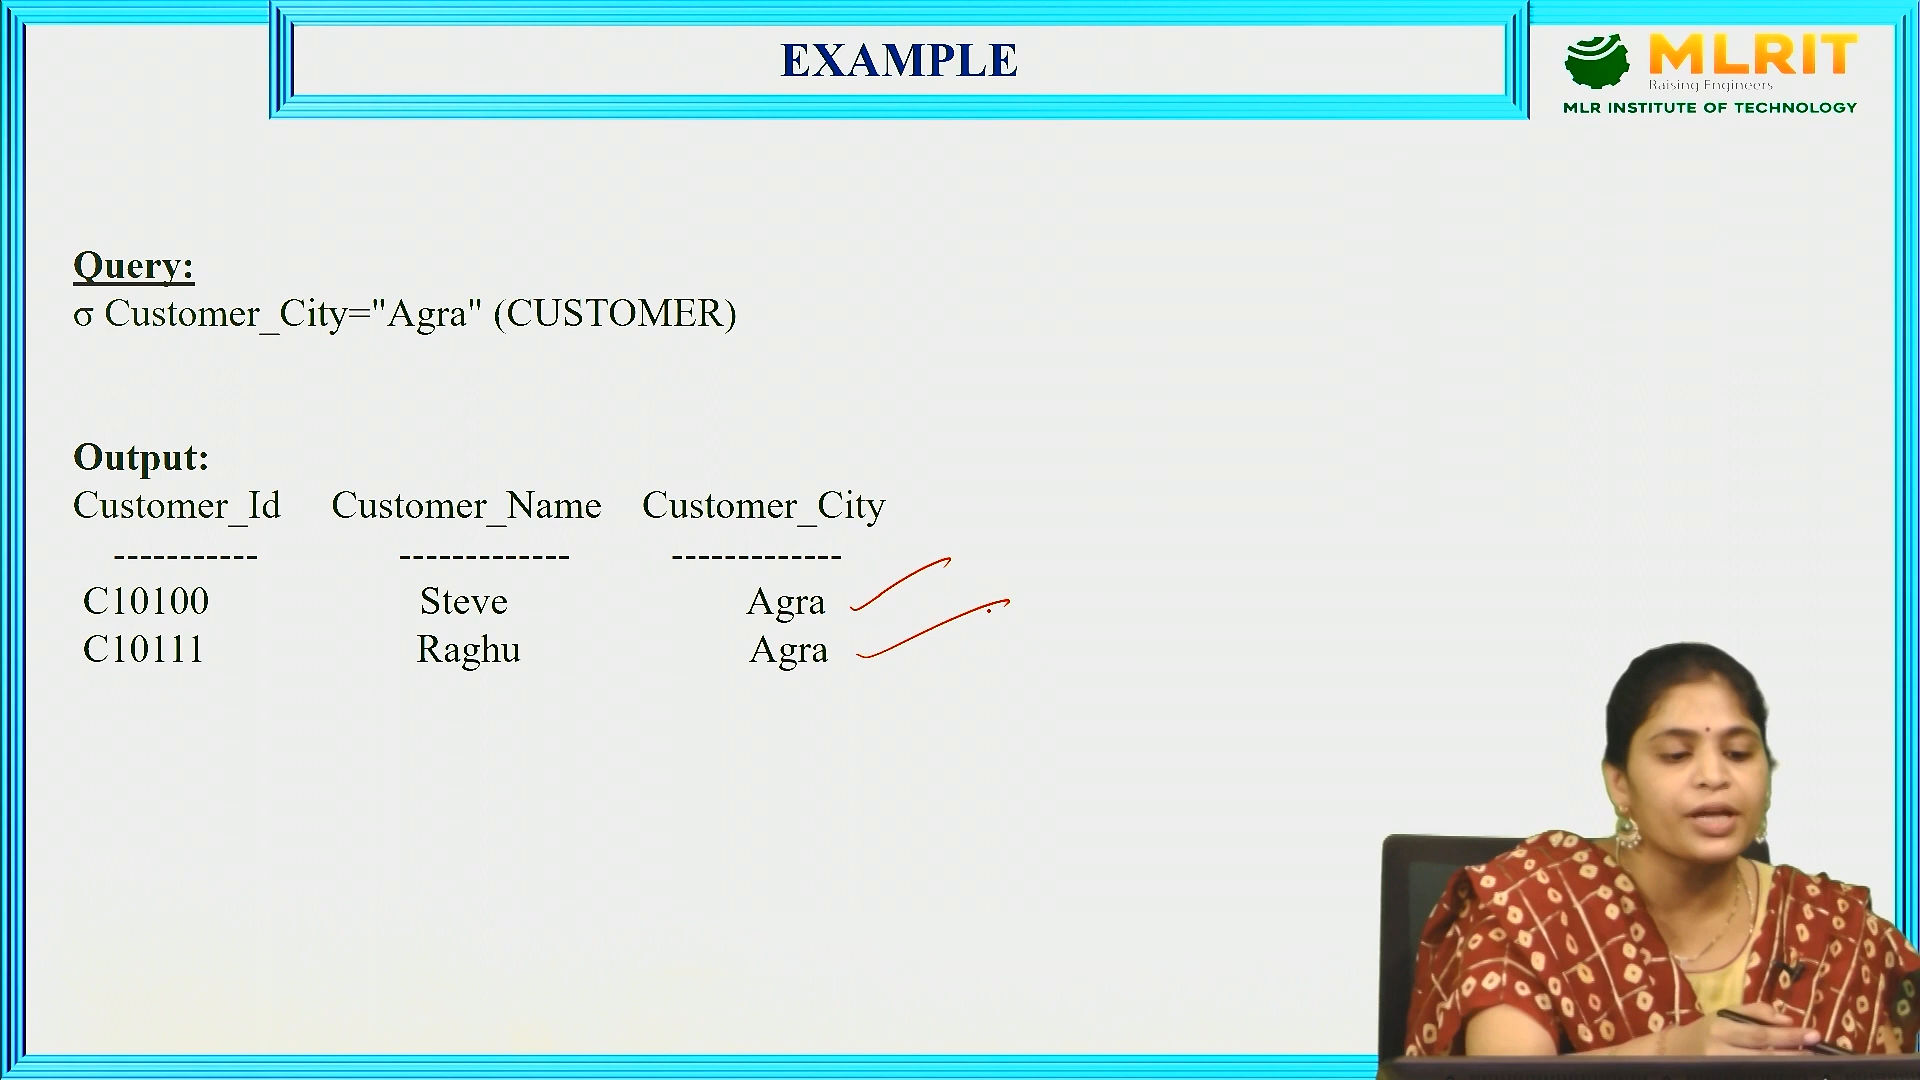 EXAMPLE
MLRIT
Raising Engineers
MLR INSTITUTE OF TECHNOLOGY
Query:
σ Customer_City="Agra" (CUSTOMER)
Output:
Customer_Id Customer_Name Customer_City
----------- ------------- -------------
C10100 Steve Agra
C10111 Raghu Agra